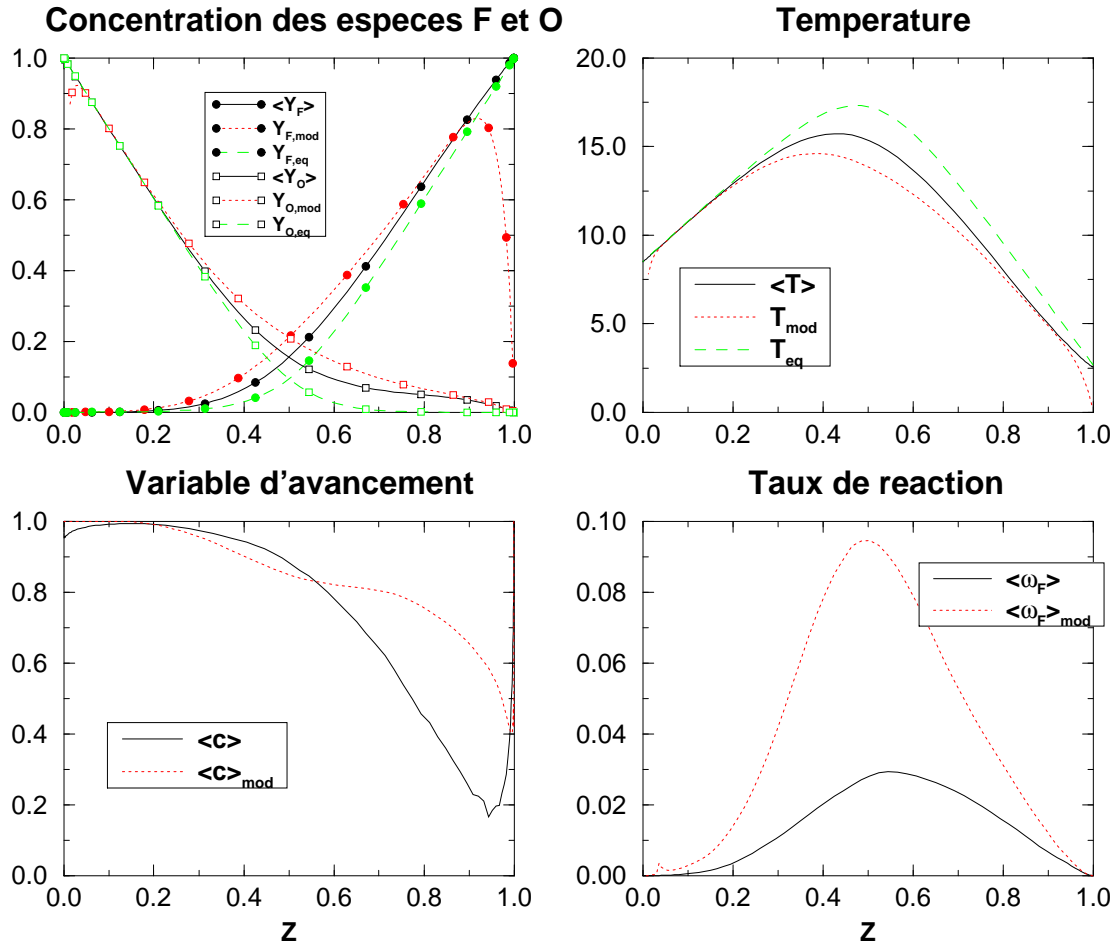 Concentration des especes F et O
1.0
0.8
0.6
0.4
0.2
0.0
<Y_F>
Y_F,mod
Y_F,eq
<Y_O>
Y_O,mod
Y_O,eq
0.0 0.2 0.4 0.6 0.8 1.0
Temperature
20.0
15.0
10.0
5.0
0.0
<T>
T_mod
T_eq
0.0 0.2 0.4 0.6 0.8 1.0
Variable d'avancement
1.0
0.8
0.6
0.4
0.2
0.0
<c>
<c>_mod
0.0 0.2 0.4 0.6 0.8 1.0
Z
Taux de reaction
0.10
0.08
0.06
0.04
0.02
0.00
<ω_F>
<ω_F>_mod
0.0 0.2 0.4 0.6 0.8 1.0
Z